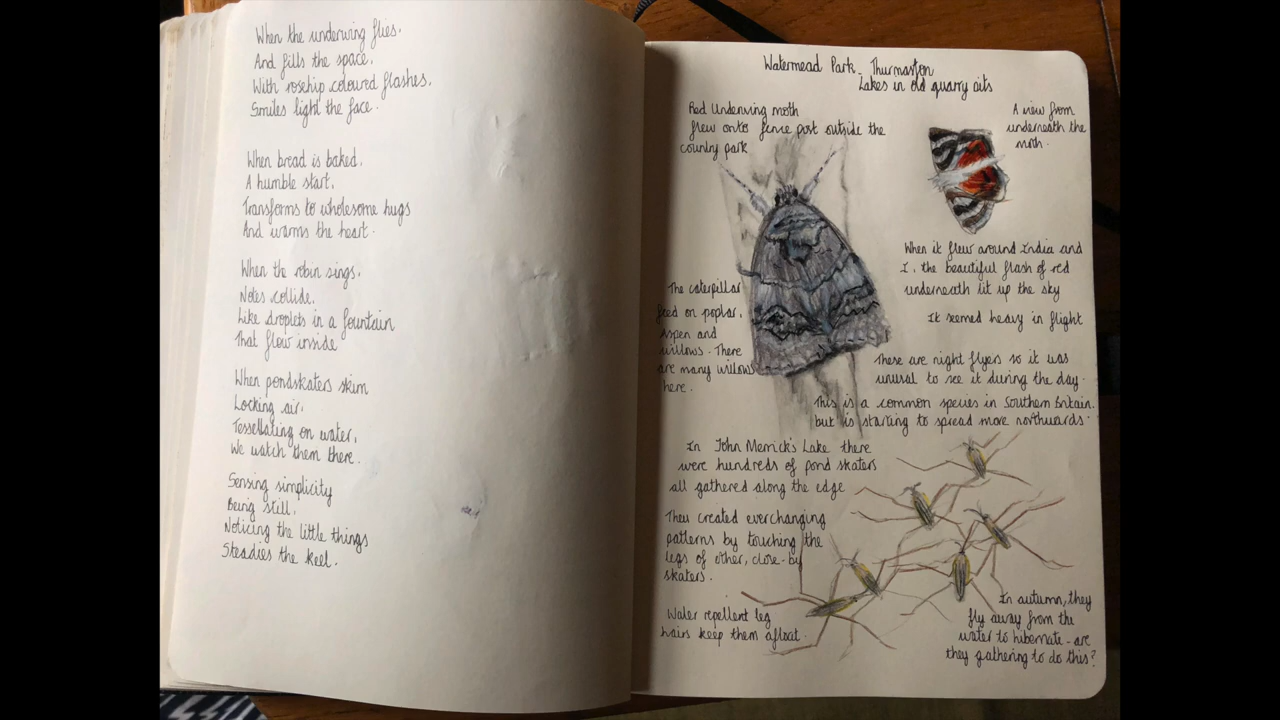 When the underwing flies.
And fills the space.
With rosehip coloured flashes.
Smiles light the face.
When bread is baked.
A humble start.
Transforms to wholesome hugs
And warms the heart.
When the robin sings.
Notes collide.
Like droplets in a fountain
That flow inside
When pondskaters skim
Locking air.
Tessellating on water,
We watch them there.
Sensing simplicity
Being still.
Noticing the little things
Steadies the keel.
Watermead Park Thurmaston
Lakes in old quarry pits
Red Underwing moth
flew onto fence post outside the
country park
A view from
underneath the
moth.
When it flew around India and
I. the beautiful flash of red
underneath lit up the sky
It seemed heavy in flight
The caterpillar
feed on poplar,
aspen and
willows. There
are many willows
here.
These are night flyers so it was
unusual to see it during the day.
This is a common species in Southern Britain.
but is starting to spread more northwards.
In John Merrick's Lake there
were hundreds of pond skaters
all gathered along the edge
They created everchanging
patterns by touching the
legs of other, close-by
skaters.
Water repellent leg
hairs keep them afloat.
In autumn, they
fly away from the
water to hibernate - are
they gathering to do this?